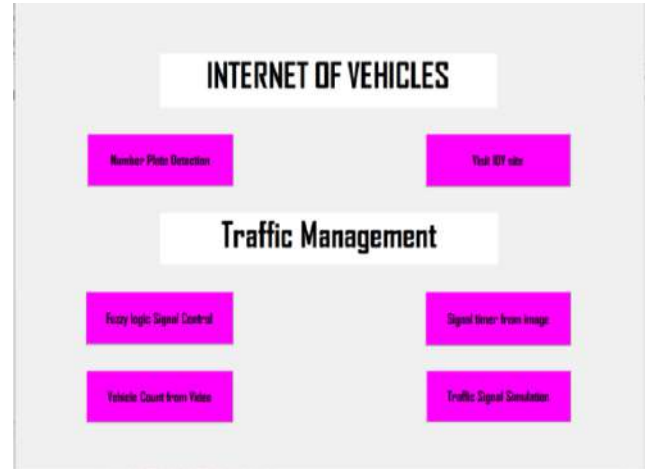 INTERNET OF VEHICLES
Number Plate Detection
Visit IOV site
Traffic Management
Fuzzy logic Signal Control
Signal timer from image
Vehicle Count from Video
Traffic Signal Simulation